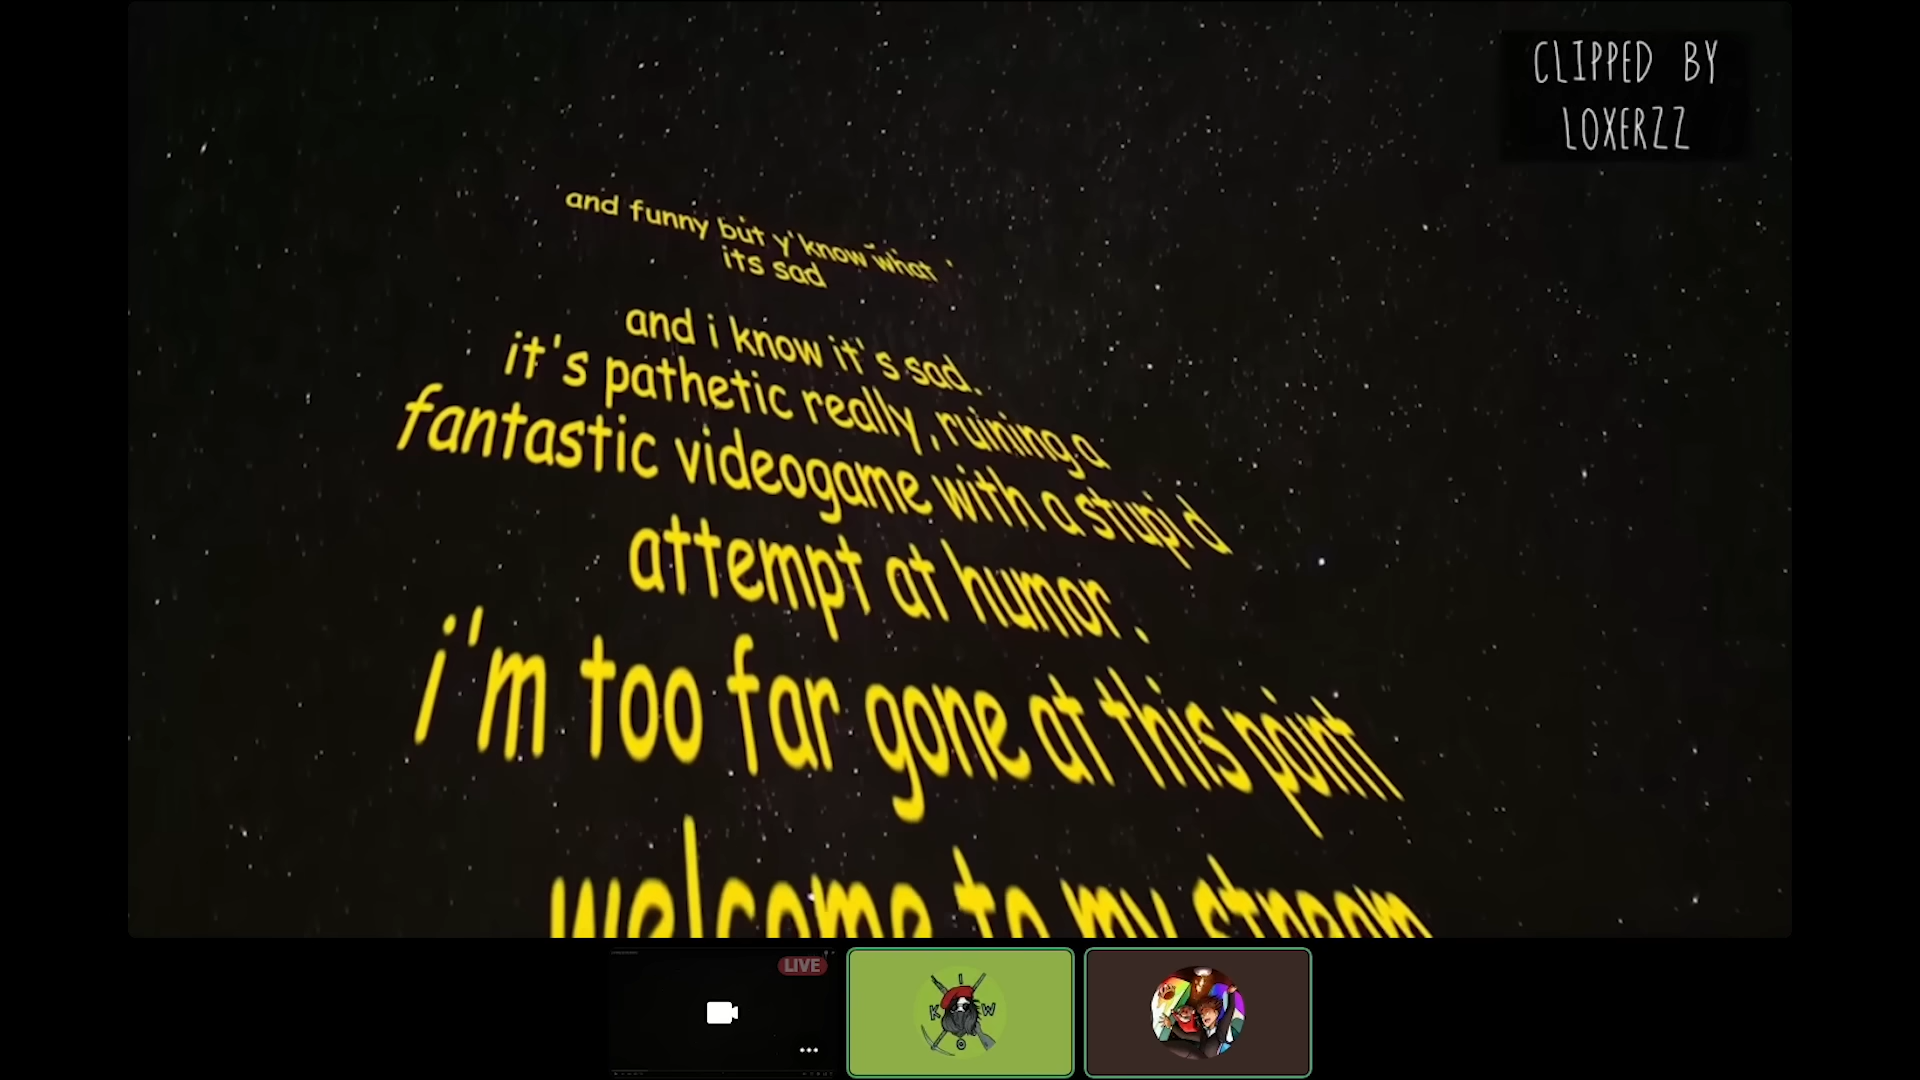 CLIPPED BY
LOXERZZ
and funny but y'know what
its sad
and i know it's sad.
it's pathetic really, ruining a
fantastic videogame with a stupid
attempt at humor.
i'm too far gone at this point
welcome to my stream
LIVE
K W